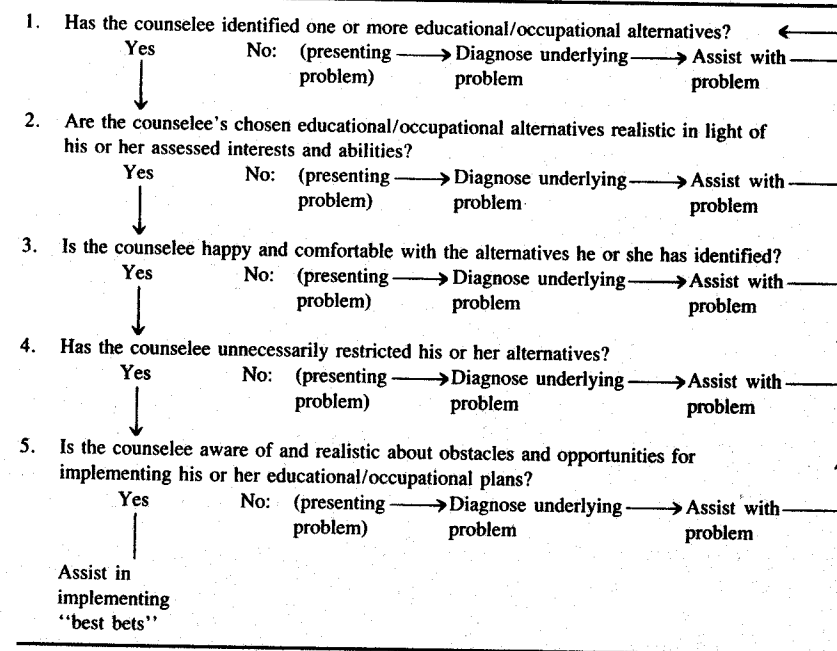 1. Has the counselee identified one or more educational/occupational alternatives?
Yes No: (presenting Diagnose underlying Assist with
problem) problem problem
2. Are the counselee's chosen educational/occupational alternatives realistic in light of
his or her assessed interests and abilities?
Yes No: (presenting Diagnose underlying Assist with
problem) problem problem
3. Is the counselee happy and comfortable with the alternatives he or she has identified?
Yes No: (presenting Diagnose underlying Assist with
problem) problem problem
4. Has the counselee unnecessarily restricted his or her alternatives?
Yes No: (presenting Diagnose underlying Assist with
problem) problem problem
5. Is the counselee aware of and realistic about obstacles and opportunities for
implementing his or her educational/occupational plans?
Yes No: (presenting Diagnose underlying Assist with
problem) problem problem
Assist in
implementing
"best bets"